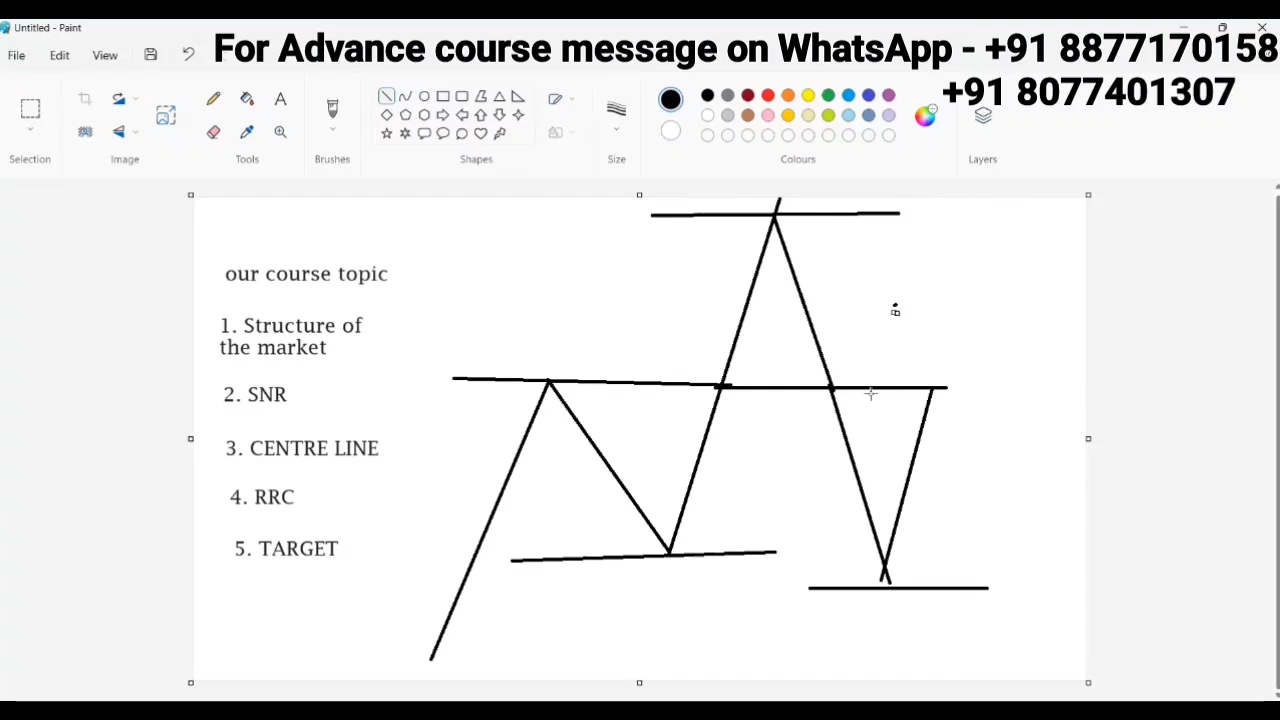 Untitled - Paint
File Edit View
For Advance course message on WhatsApp - +91 8877170158
+91 8077401307
A
Selection Image Tools Brushes Shapes Size Colours Layers
our course topic
1. Structure of
the market
2. SNR
3. CENTRE LINE
4. RRC
5. TARGET